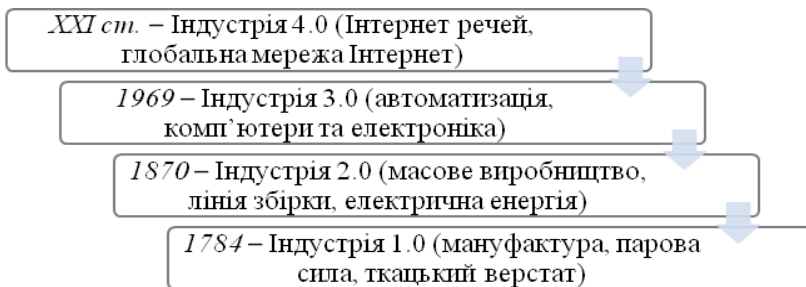 XXI ст. – Індустрія 4.0 (Інтернет речей,
глобальна мережа Інтернет)
1969 – Індустрія 3.0 (автоматизація,
комп’ютери та електроніка)
1870 – Індустрія 2.0 (масове виробництво,
лінія збірки, електрична енергія)
1784 – Індустрія 1.0 (мануфактура, парова
сила, ткацький верстат)